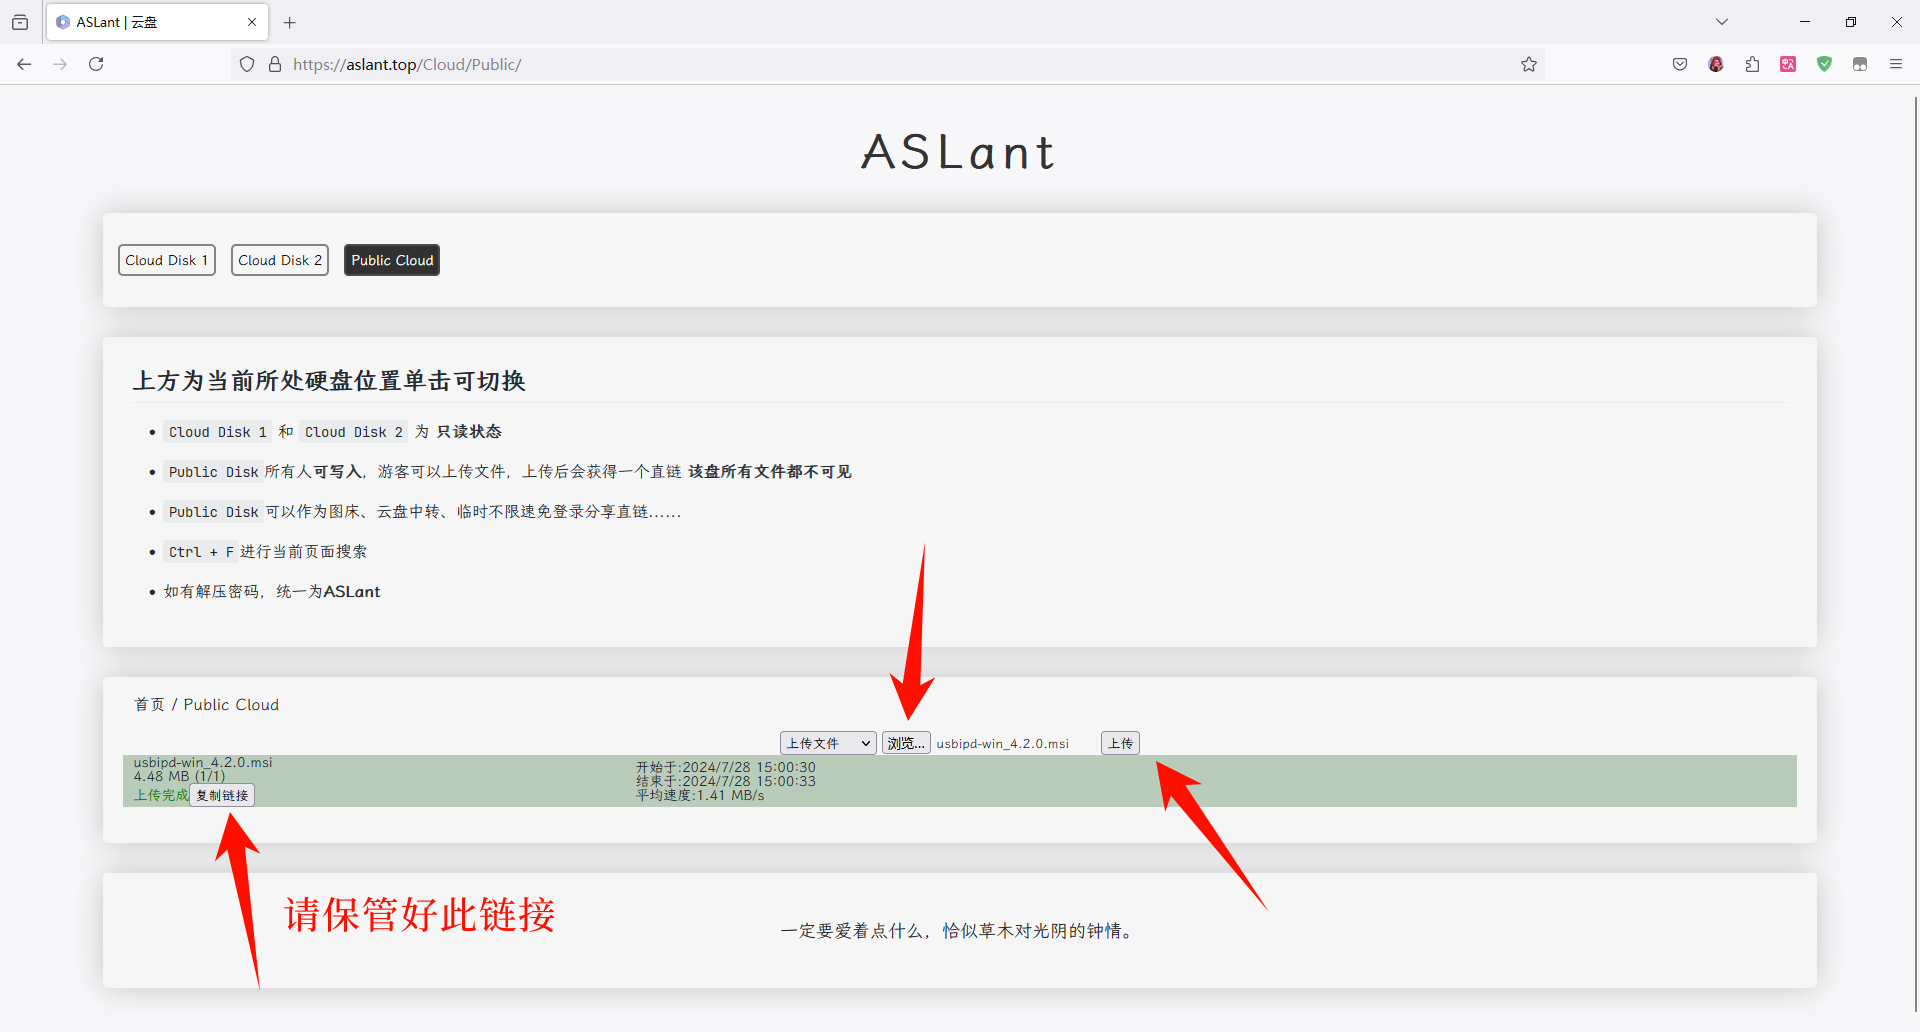 ASLant | 云盘
https://aslant.top/Cloud/Public/
ASLant
Cloud Disk 1 Cloud Disk 2 Public Cloud
上方为当前所处硬盘位置单击可切换
Cloud Disk 1 和 Cloud Disk 2 为 只读状态
Public Disk 所有人可写入，游客可以上传文件，上传后会获得一个直链 该盘所有文件都不可见
Public Disk 可以作为图床、云盘中转、临时不限速免登录分享直链……
Ctrl + F 进行当前页面搜索
如有解压密码，统一为ASLant
首页 / Public Cloud
上传文件 浏览... usbipd-win_4.2.0.msi 上传
usbipd-win_4.2.0.msi
4.48 MB (1/1)
上传完成 复制链接
开始于:2024/7/28 15:00:30
结束于:2024/7/28 15:00:33
平均速度:1.41 MB/s
请保管好此链接
一定要爱着点什么，恰似草木对光阴的钟情。